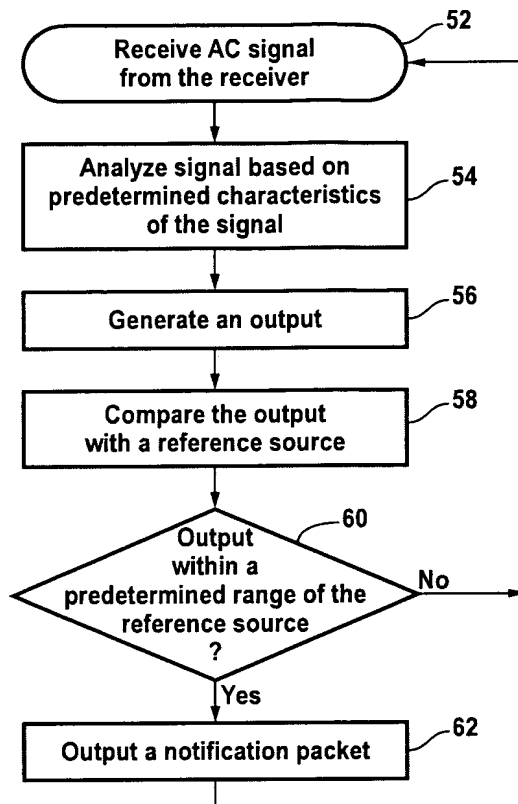 52
Receive AC signal
from the receiver
Analyze signal based on
predetermined characteristics
of the signal
54
56
Generate an output
58
Compare the output
with a reference source
60
Output
within a
predetermined range of the
reference source
?
No
Yes
62
Output a notification packet